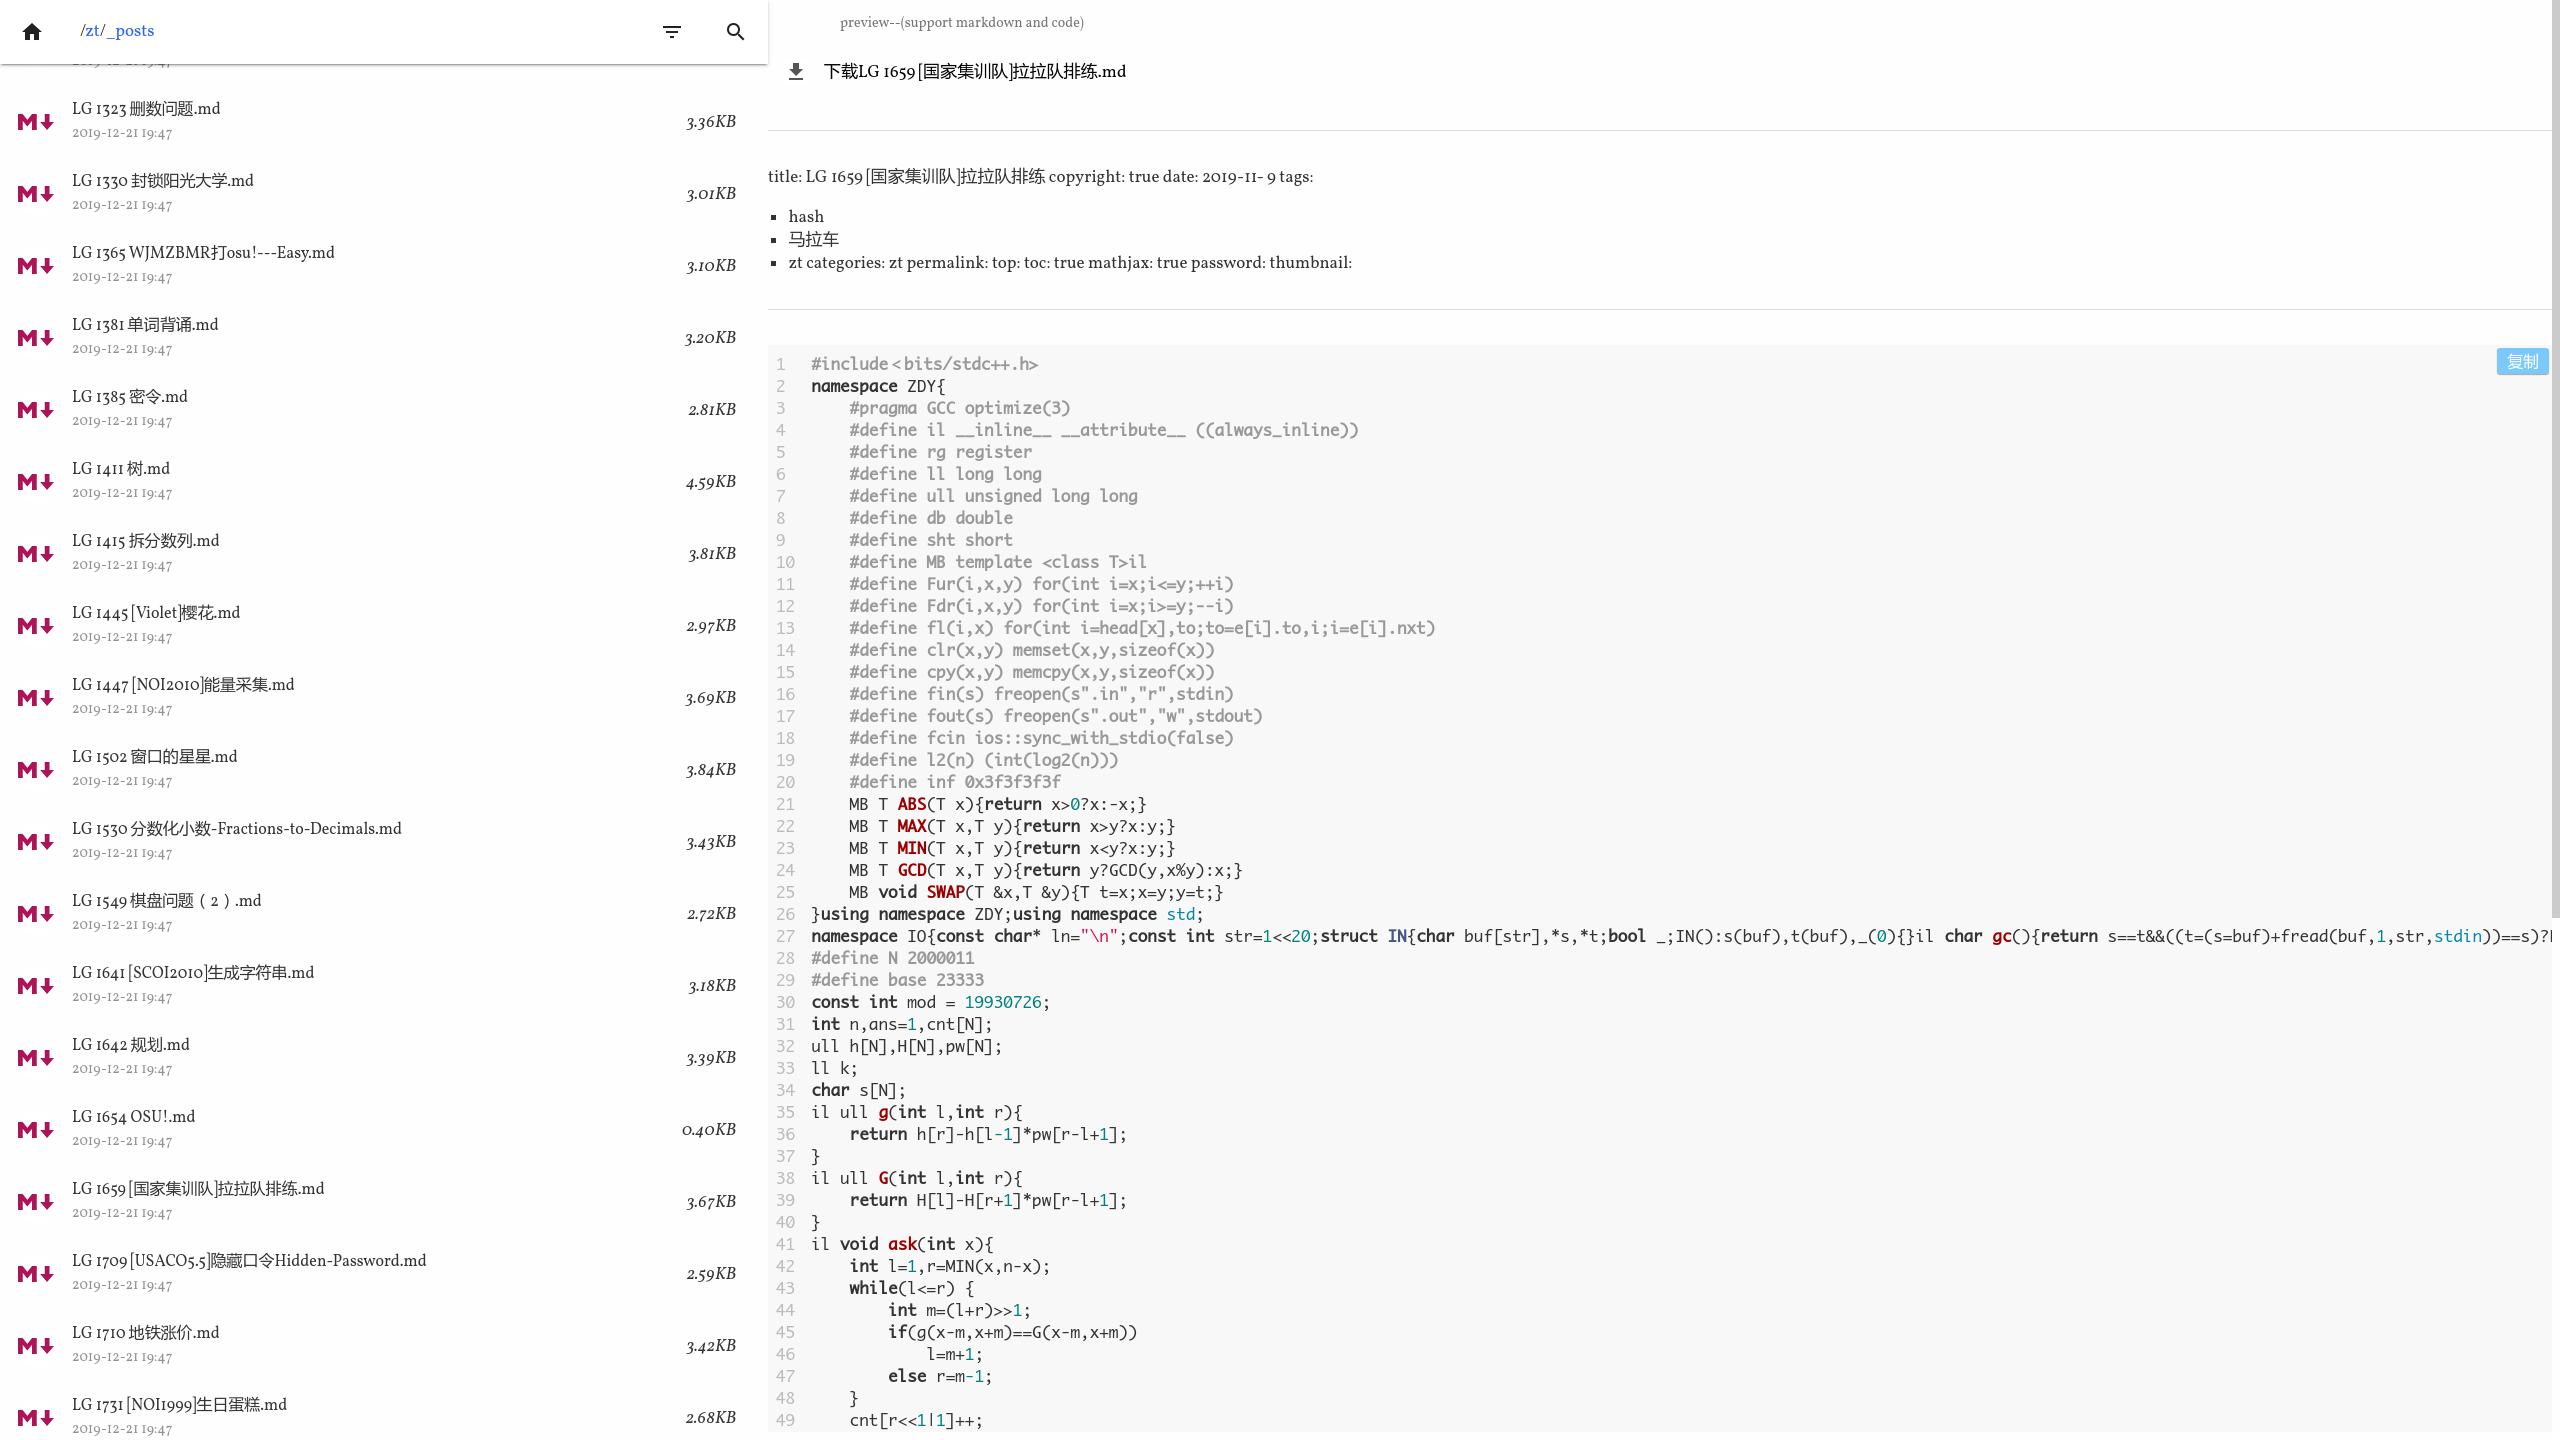 /zt/_posts
LG 1323 删数问题.md
2019-12-21 19:47
3.36KB
LG 1330 封锁阳光大学.md
2019-12-21 19:47
3.01KB
LG 1365 WJMZBMR打osu!---Easy.md
2019-12-21 19:47
3.10KB
LG 1381 单词背诵.md
2019-12-21 19:47
3.20KB
LG 1385 密令.md
2019-12-21 19:47
2.81KB
LG 1411 树.md
2019-12-21 19:47
4.59KB
LG 1415 拆分数列.md
2019-12-21 19:47
3.81KB
LG 1445 [Violet]樱花.md
2019-12-21 19:47
2.97KB
LG 1447 [NOI2010]能量采集.md
2019-12-21 19:47
3.69KB
LG 1502 窗口的星星.md
2019-12-21 19:47
3.84KB
LG 1530 分数化小数-Fractions-to-Decimals.md
2019-12-21 19:47
3.43KB
LG 1549 棋盘问题（2）.md
2019-12-21 19:47
2.72KB
LG 1641 [SCOI2010]生成字符串.md
2019-12-21 19:47
3.18KB
LG 1642 规划.md
2019-12-21 19:47
3.39KB
LG 1654 OSU!.md
2019-12-21 19:47
0.40KB
LG 1659 [国家集训队]拉拉队排练.md
2019-12-21 19:47
3.67KB
LG 1709 [USACO5.5]隐藏口令Hidden-Password.md
2019-12-21 19:47
2.59KB
LG 1710 地铁涨价.md
2019-12-21 19:47
3.42KB
LG 1731 [NOI1999]生日蛋糕.md
2019-12-21 19:47
2.68KB
preview--(support markdown and code)
下载LG 1659 [国家集训队]拉拉队排练.md
title: LG 1659 [国家集训队]拉拉队排练 copyright: true date: 2019-11- 9 tags:
hash
马拉车
zt categories: zt permalink: top: toc: true mathjax: true password: thumbnail:
复制
1 #include<bits/stdc++.h>
2 namespace ZDY{
3     #pragma GCC optimize(3)
4     #define il __inline__ __attribute__ ((always_inline))
5     #define rg register
6     #define ll long long
7     #define ull unsigned long long
8     #define db double
9     #define sht short
10     #define MB template <class T>il
11     #define Fur(i,x,y) for(int i=x;i<=y;++i)
12     #define Fdr(i,x,y) for(int i=x;i>=y;--i)
13     #define fl(i,x) for(int i=head[x],to;to=e[i].to,i;i=e[i].nxt)
14     #define clr(x,y) memset(x,y,sizeof(x))
15     #define cpy(x,y) memcpy(x,y,sizeof(x))
16     #define fin(s) freopen(s".in","r",stdin)
17     #define fout(s) freopen(s".out","w",stdout)
18     #define fcin ios::sync_with_stdio(false)
19     #define l2(n) (int(log2(n)))
20     #define inf 0x3f3f3f3f
21     MB T ABS(T x){return x>0?x:-x;}
22     MB T MAX(T x,T y){return x>y?x:y;}
23     MB T MIN(T x,T y){return x<y?x:y;}
24     MB T GCD(T x,T y){return y?GCD(y,x%y):x;}
25     MB void SWAP(T &x,T &y){T t=x;x=y;y=t;}
26 }using namespace ZDY;using namespace std;
27 namespace IO{const char* ln="\n";const int str=1<<20;struct IN{char buf[str],*s,*t;bool _;IN():s(buf),t(buf),_(0){}il char gc(){return s==t&&((t=(s=buf)+fread(buf,1,str,stdin))==s)?
28 #define N 2000011
29 #define base 23333
30 const int mod = 19930726;
31 int n,ans=1,cnt[N];
32 ull h[N],H[N],pw[N];
33 ll k;
34 char s[N];
35 il ull g(int l,int r){
36     return h[r]-h[l-1]*pw[r-l+1];
37 }
38 il ull G(int l,int r){
39     return H[l]-H[r+1]*pw[r-l+1];
40 }
41 il void ask(int x){
42     int l=1,r=MIN(x,n-x);
43     while(l<=r) {
44         int m=(l+r)>>1;
45         if(g(x-m,x+m)==G(x-m,x+m))
46             l=m+1;
47         else r=m-1;
48     }
49     cnt[r<<1|1]++;